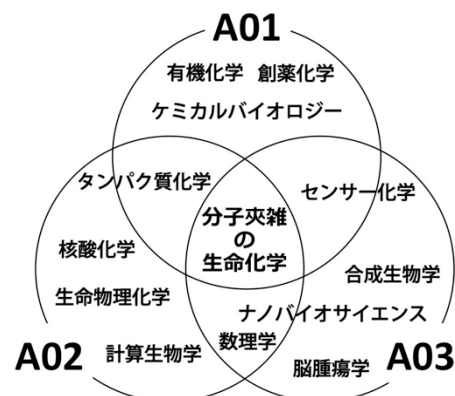 A01
有機化学 創薬化学
ケミカルバイオロジー
タンパク質化学
センサー化学
分子夾雑
の
生命化学
核酸化学
合成生物学
生命物理化学
ナノバイオサイエンス
数理学
計算生物学
脳腫瘍学
A02
A03